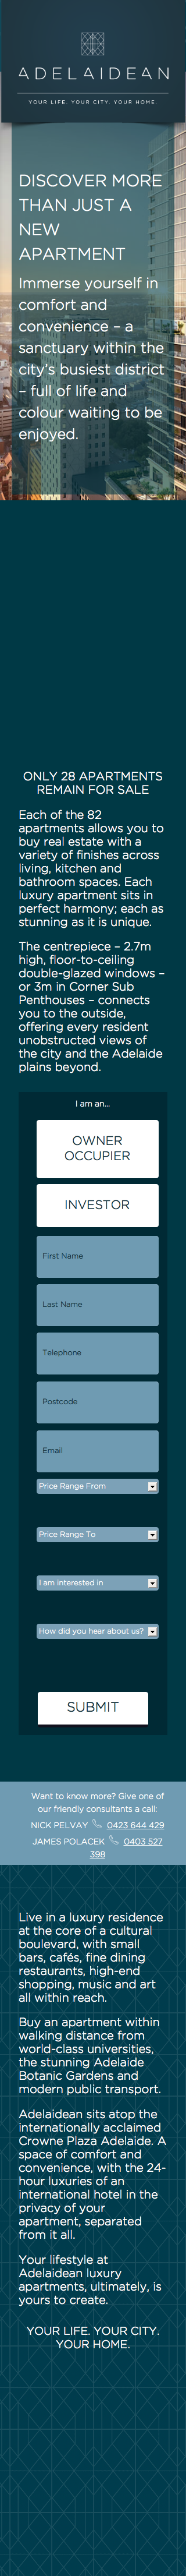 ADELAIDEAN
YOUR LIFE. YOUR CITY. YOUR HOME.
DISCOVER MORE
THAN JUST A
NEW
APARTMENT
Immerse yourself in
comfort and
convenience – a
sanctuary within the
city's busiest district
– full of life and
colour waiting to be
enjoyed.
ONLY 28 APARTMENTS
REMAIN FOR SALE
Each of the 82
apartments allows you to
buy real estate with a
variety of finishes across
living, kitchen and
bathroom spaces. Each
luxury apartment sits in
perfect harmony; each as
stunning as it is unique.
The centrepiece – 2.7m
high, floor-to-ceiling
double-glazed windows –
or 3m in Corner Sub
Penthouses – connects
you to the outside,
offering every resident
unobstructed views of
the city and the Adelaide
plains beyond.
I am an...
OWNER
OCCUPIER
INVESTOR
First Name
Last Name
Telephone
Postcode
Email
Price Range From
Price Range To
I am interested in
How did you hear about us?
SUBMIT
Want to know more? Give one of
our friendly consultants a call:
NICK PELVAY 0423 644 429
JAMES POLACEK 0403 527
398
Live in a luxury residence
at the core of a cultural
boulevard, with small
bars, cafés, fine dining
restaurants, high-end
shopping, music and art
all within reach.
Buy an apartment within
walking distance from
world-class universities,
the stunning Adelaide
Botanic Gardens and
modern public transport.
Adelaidean sits atop the
internationally acclaimed
Crowne Plaza Adelaide. A
space of comfort and
convenience, with the 24-
hour luxuries of an
international hotel in the
privacy of your
apartment, separated
from it all.
Your lifestyle at
Adelaidean luxury
apartments, ultimately, is
yours to create.
YOUR LIFE. YOUR CITY.
YOUR HOME.